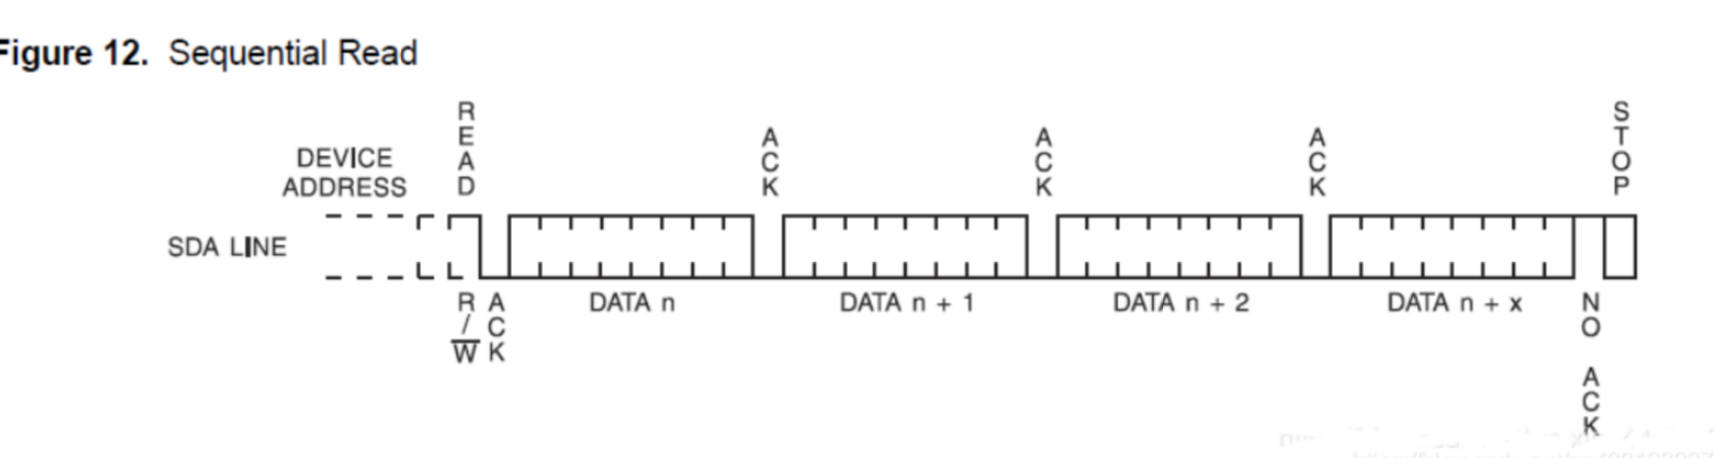 Figure 12. Sequential Read
READ
STOP
ACK
ACK
ACK
DEVICE
ADDRESS
SDA LINE
R/W
ACK
DATA n
DATA n + 1
DATA n + 2
DATA n + x
NO ACK